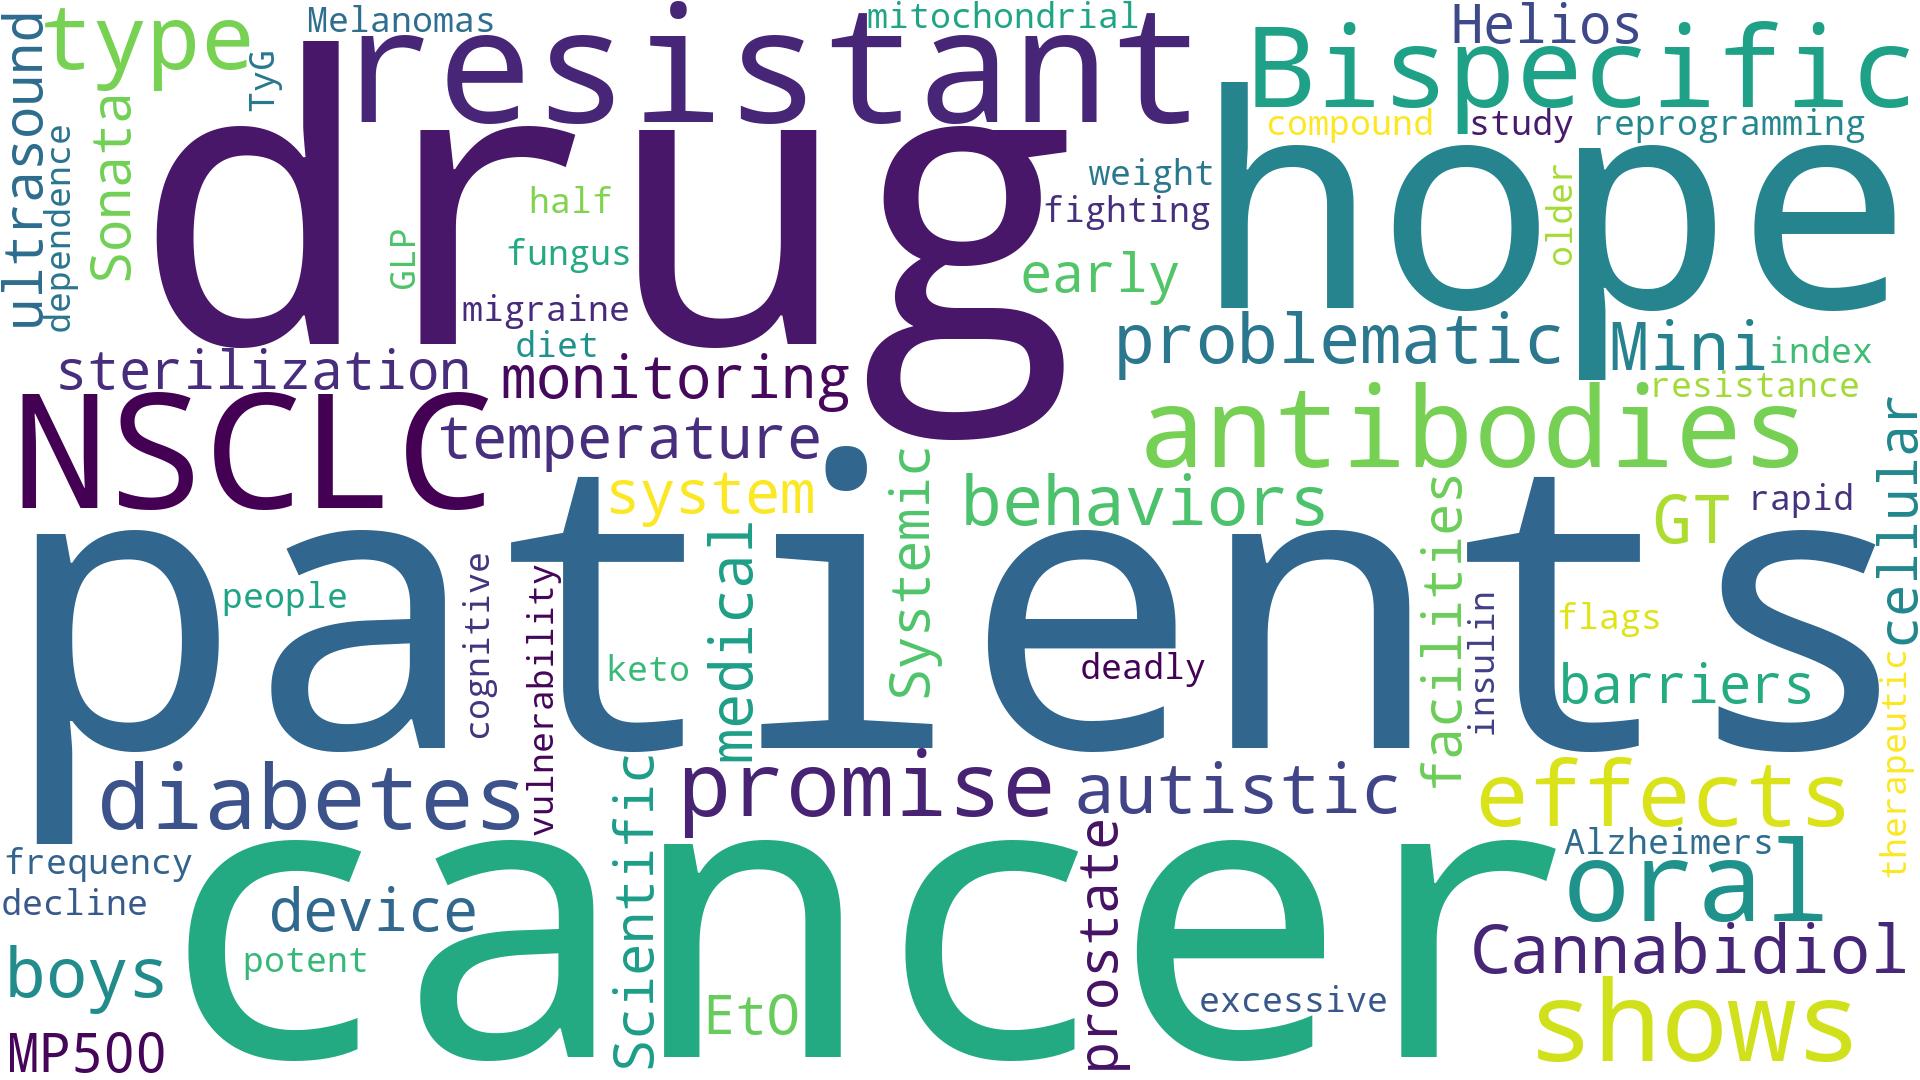 Melanomas
mitochondrial
Helios
type
resistant
Bispecific
TyG
ultrasound
Sonata
dependence
drug
hope
compound
study
reprogramming
half
weight
fighting
older
GLP
fungus
early
migraine
diet
problematic
Mini
index
sterilization
monitoring
resistance
NSCLC
temperature
antibodies
cellular
system
Systemic
behaviors
facilities
GT
rapid
patients
people
cognitive
vulnerability
keto
medical
deadly
insulin
flags
barriers
therapeutic
diabetes
promise
autistic
effects
frequency
Alzheimers
decline
device
cancer
Scientific
prostate
oral
boys
potent
Cannabidiol
EtO
excessive
shows
MP500